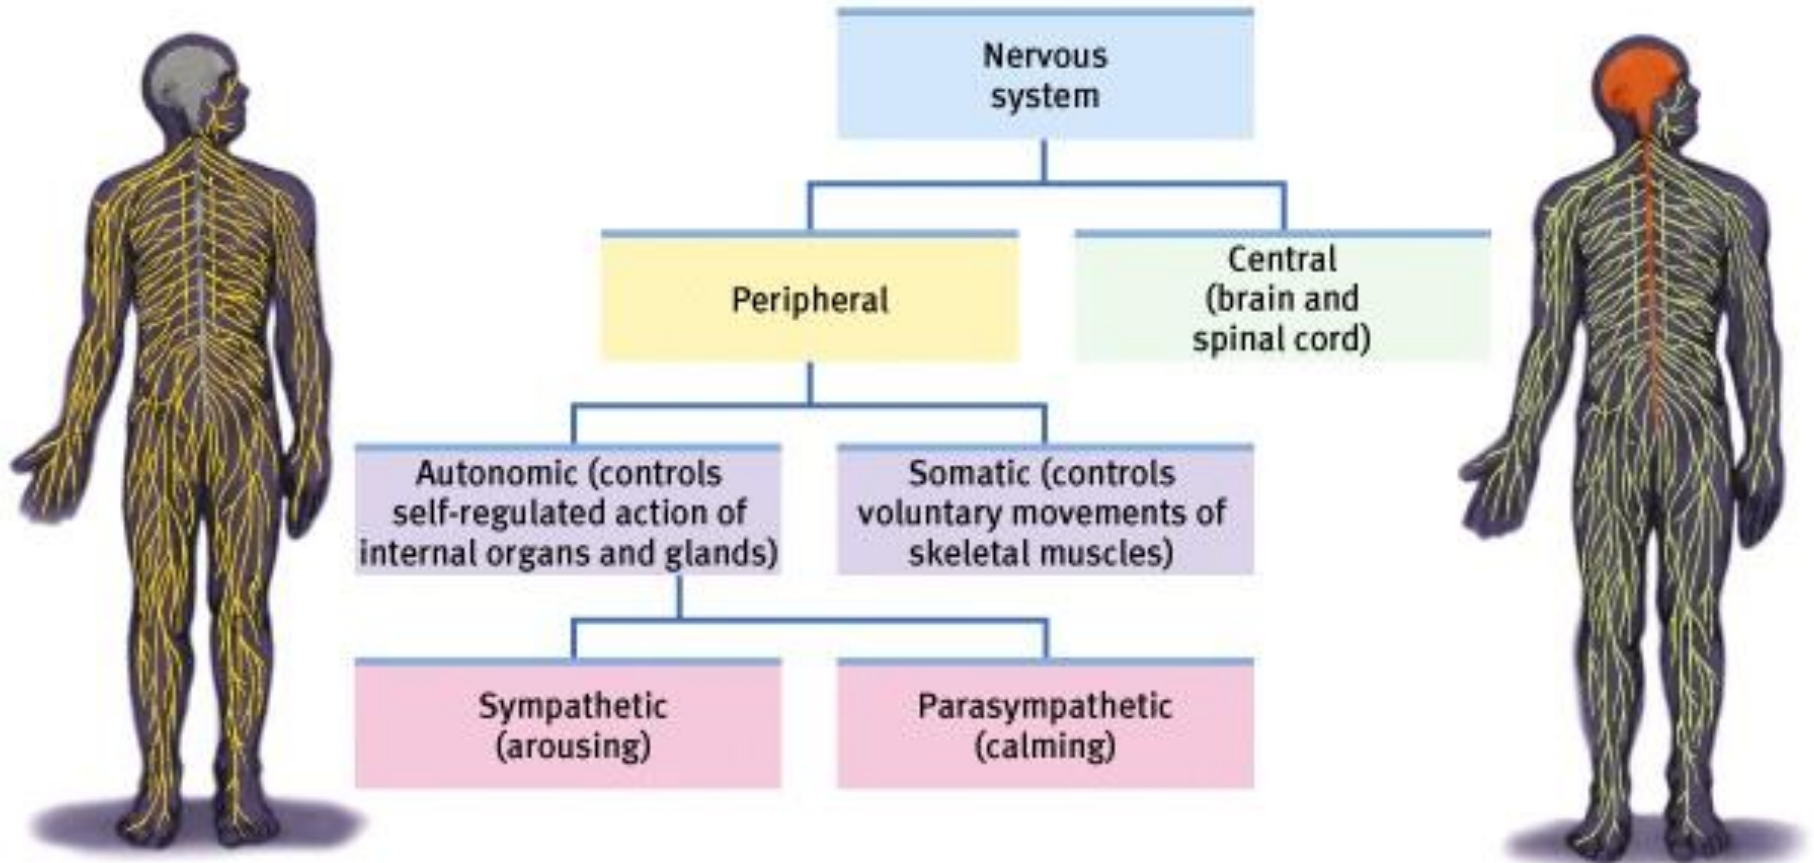 Nervous
system
Peripheral
Central
(brain and
spinal cord)
Autonomic (controls
self-regulated action of
internal organs and glands)
Somatic (controls
voluntary movements of
skeletal muscles)
Sympathetic
(arousing)
Parasympathetic
(calming)